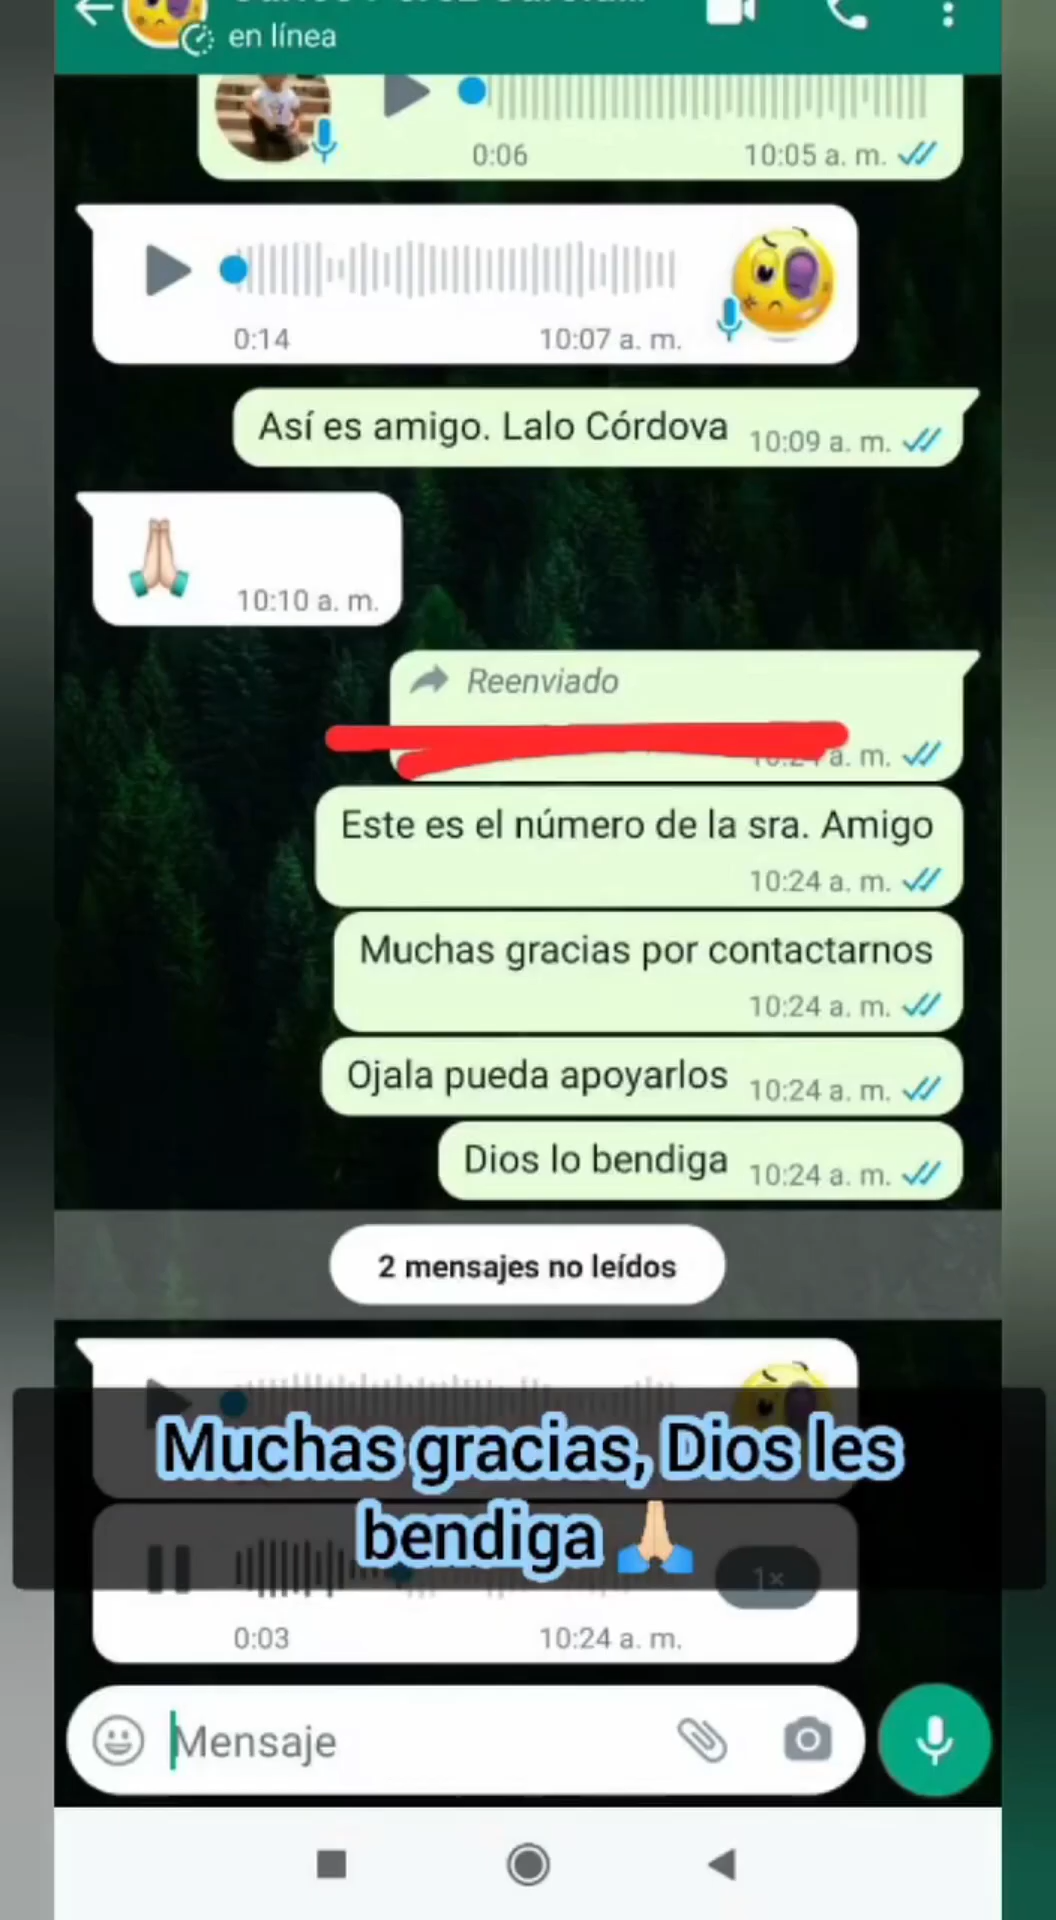 en línea
0:06 10:05 a. m.
0:14 10:07 a. m.
Así es amigo. Lalo Córdova 10:09 a. m.
10:10 a. m.
Reenviado
a. m.
Este es el número de la sra. Amigo
10:24 a. m.
Muchas gracias por contactarnos
10:24 a. m.
Ojala pueda apoyarlos 10:24 a. m.
Dios lo bendiga 10:24 a. m.
2 mensajes no leídos
Muchas gracias, Dios les
bendiga 🙏🏻
1×
0:03 10:24 a. m.
Mensaje